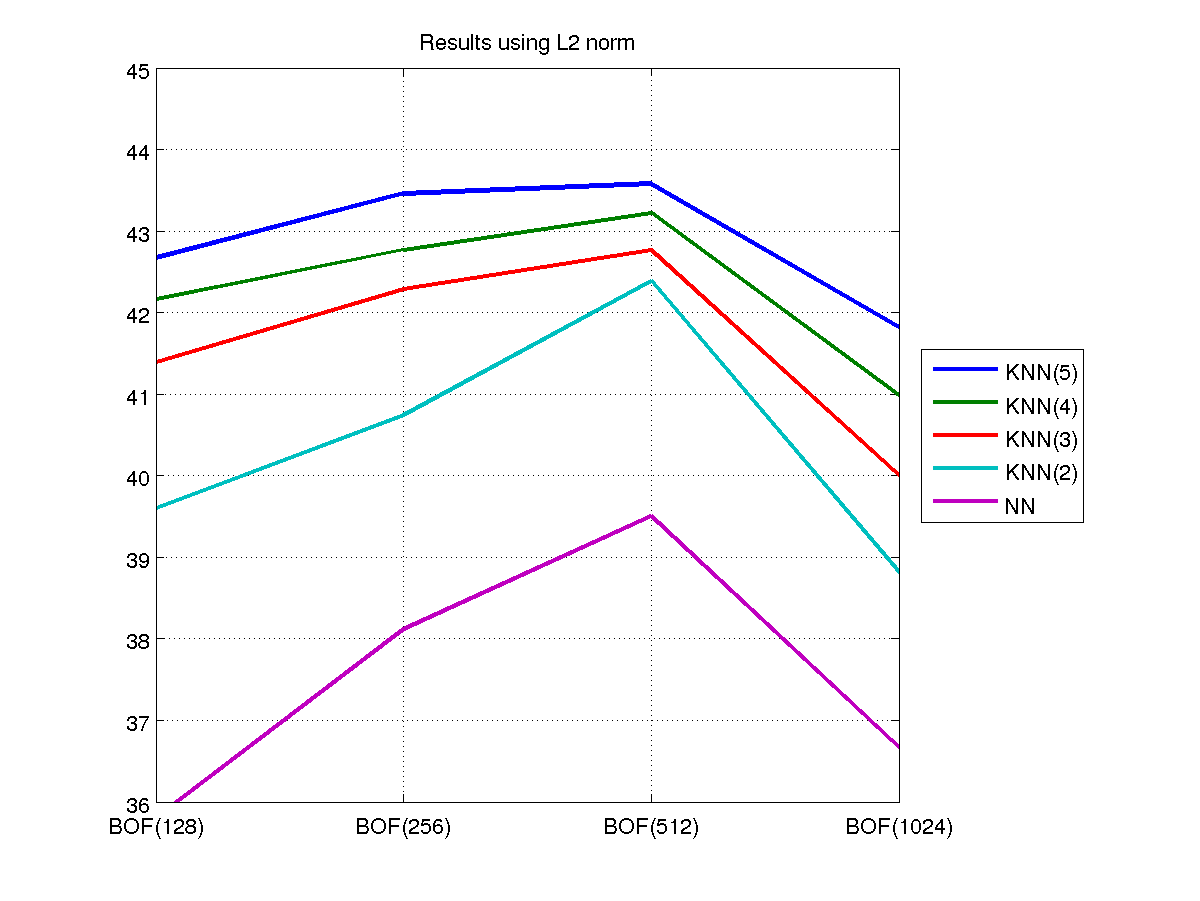 Results using L2 norm
45
44
43
42
41
40
39
38
37
36
BOF(128) BOF(256) BOF(512) BOF(1024)
KNN(5)
KNN(4)
KNN(3)
KNN(2)
NN